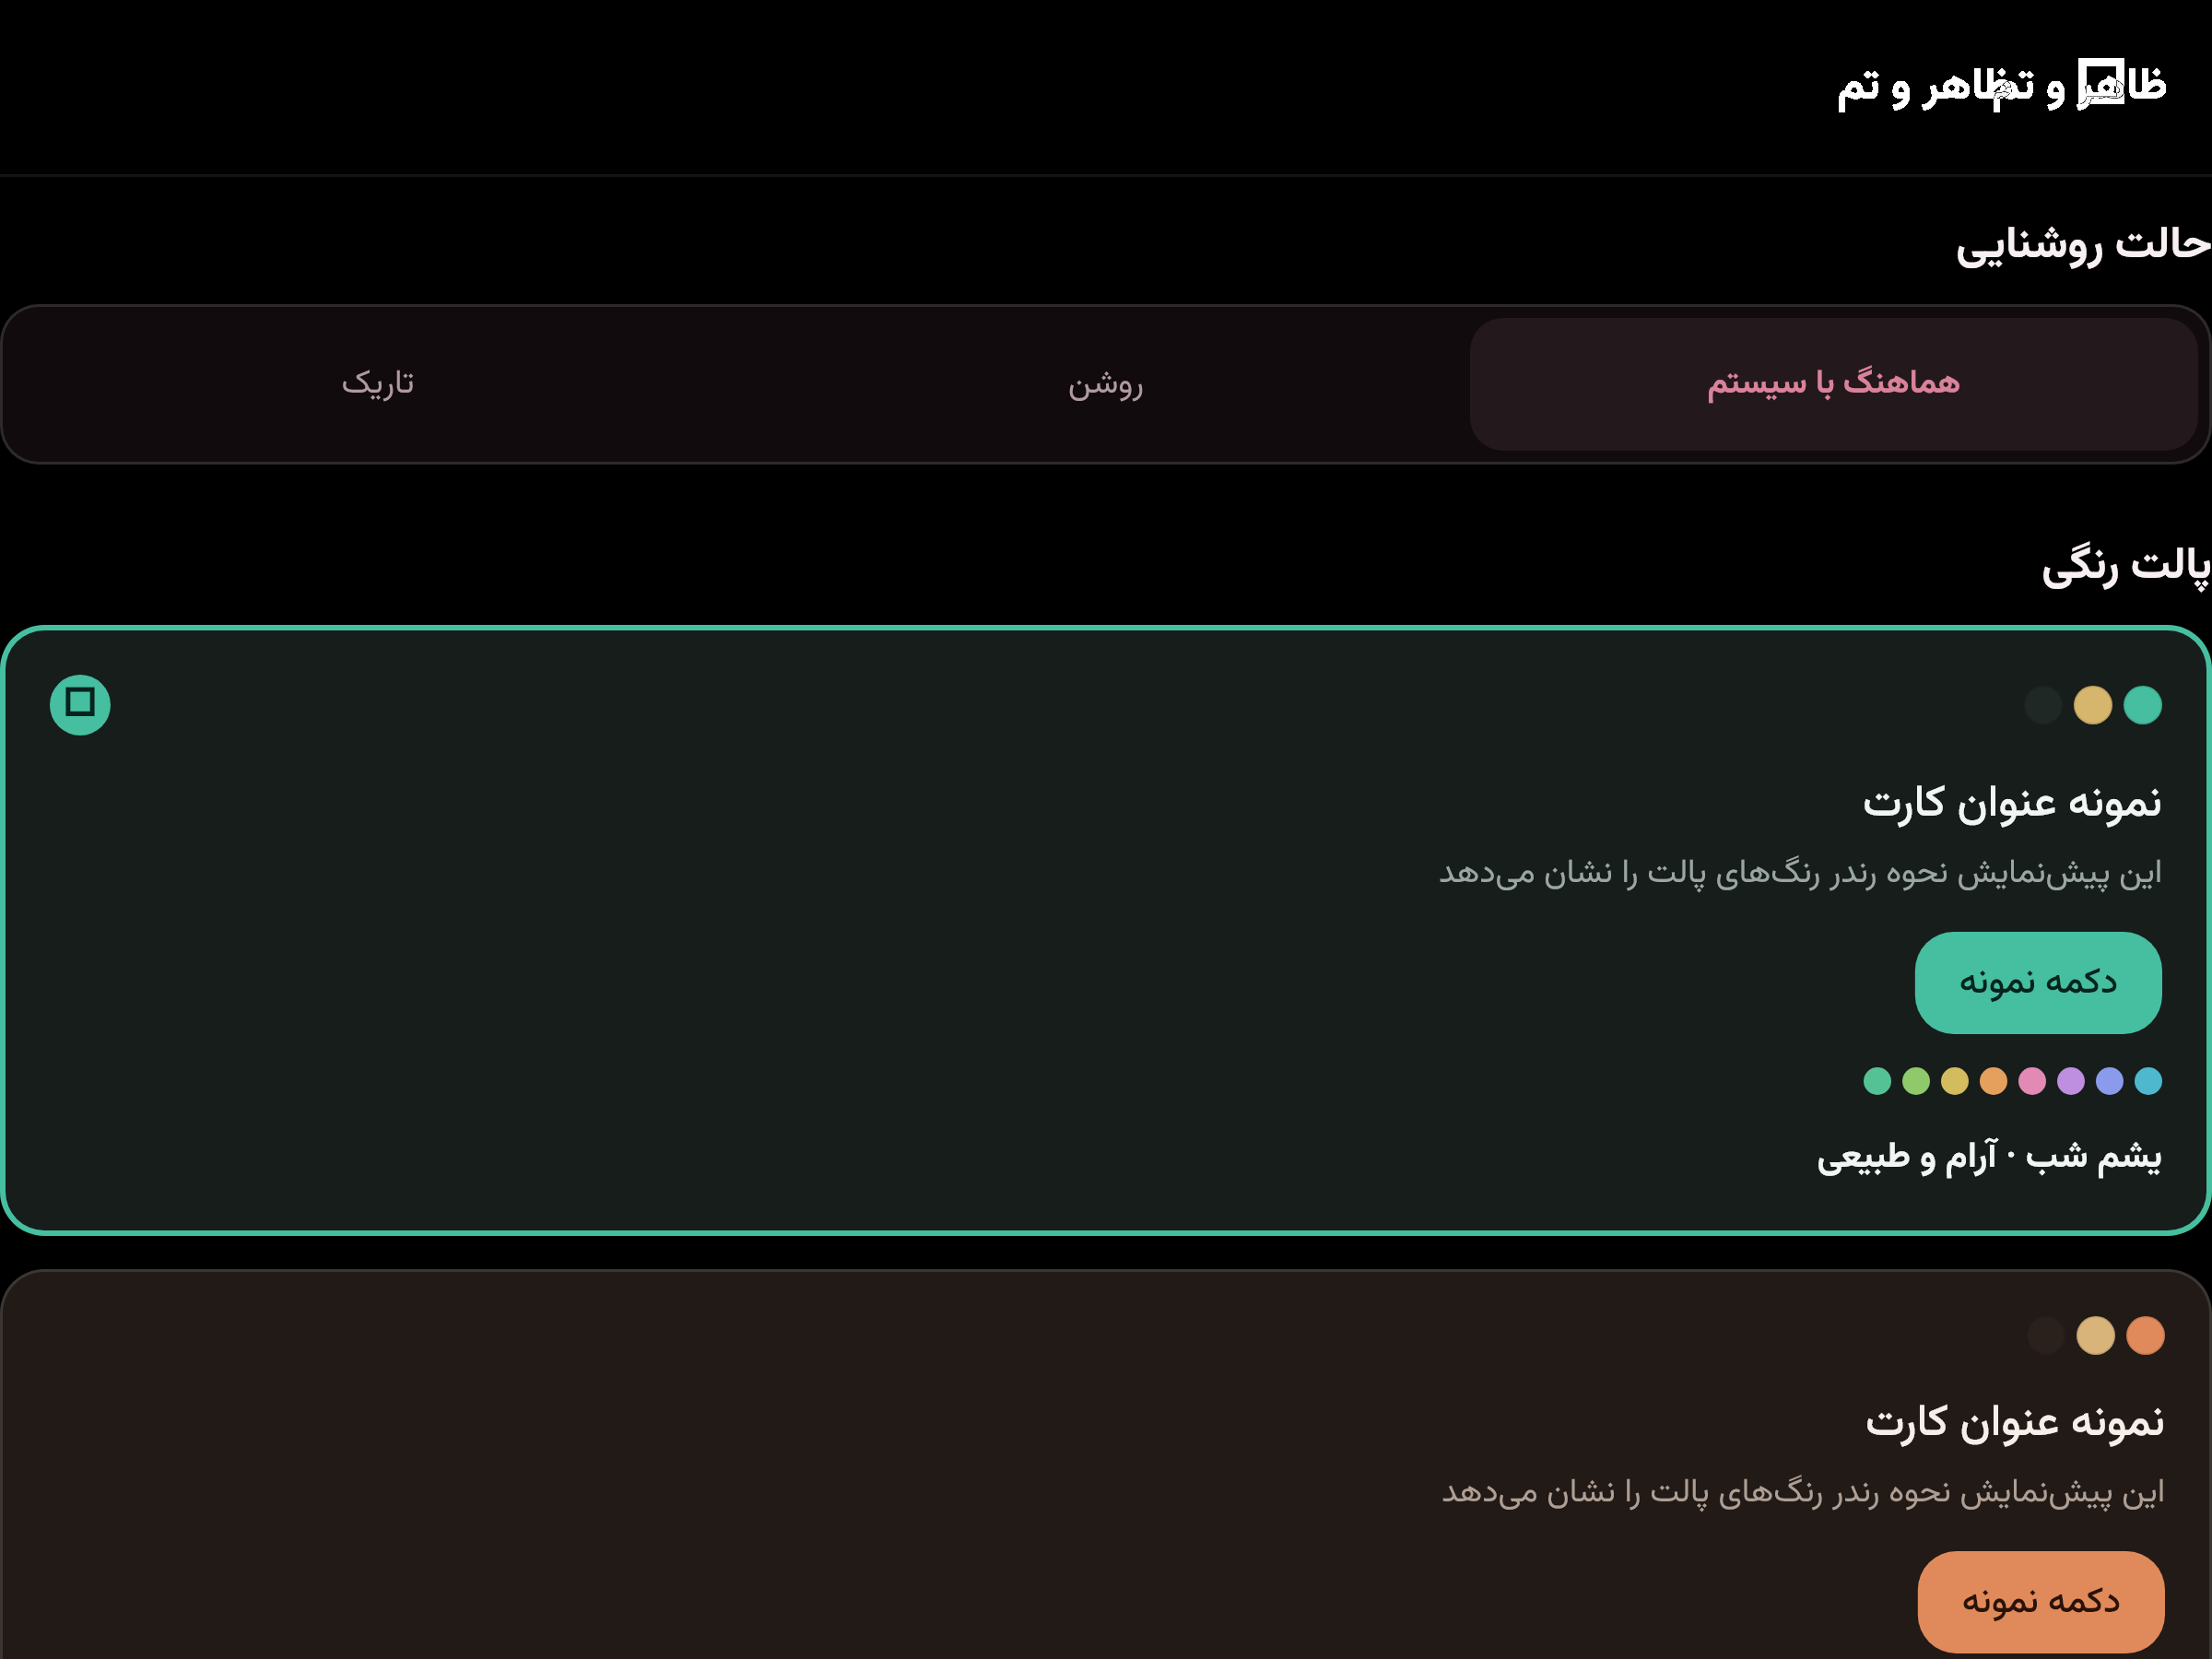 ظاهر و تم
ظاهر و تم
حالت روشنایی
هماهنگ با سیستم
روشن
تاریک
پالت رنگی
نمونه عنوان کارت
این پیش‌نمایش نحوه رندر رنگ‌های پالت را نشان می‌دهد
دکمه نمونه
یشم شب · آرام و طبیعی
نمونه عنوان کارت
این پیش‌نمایش نحوه رندر رنگ‌های پالت را نشان می‌دهد
دکمه نمونه